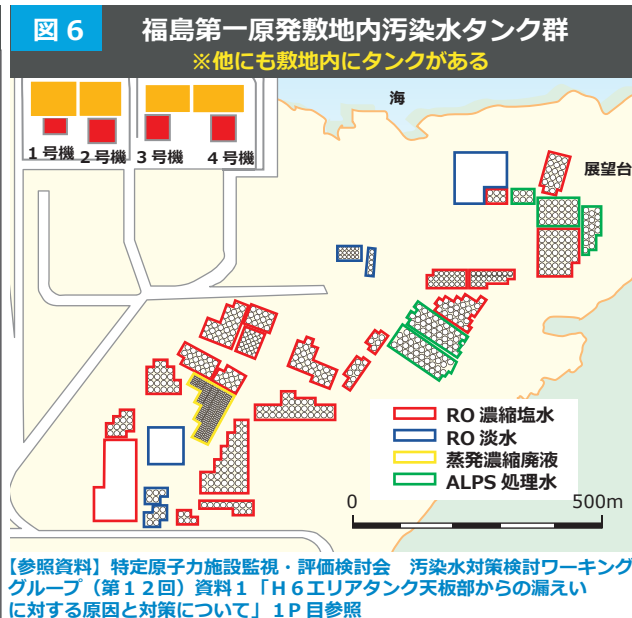 図６ 福島第一原発敷地内汚染水タンク群
※他にも敷地内にタンクがある
海
１号機 ２号機 ３号機 ４号機
展望台
RO 濃縮塩水
RO 淡水
蒸発濃縮廃液
ALPS 処理水
0 500m
【参照資料】特定原子力施設監視・評価検討会 汚染水対策検討ワーキング
グループ（第１２回）資料１「Ｈ６エリアタンク天板部からの漏えい
に対する原因と対策について」１Ｐ目参照